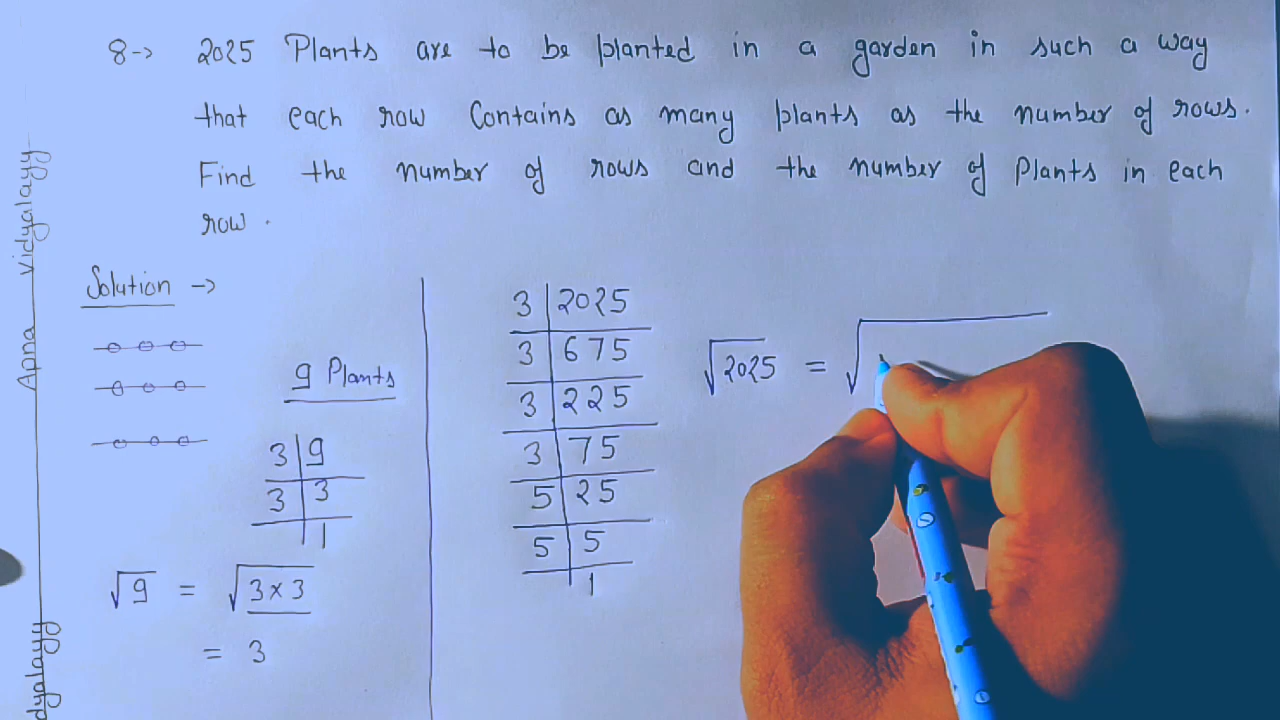 8-> 2025 Plants are to be planted in a garden in such a way
that each row Contains as many plants as the number of rows.
Find the number of rows and the number of Plants in each
row.
Solution ->
9 Plants
3 | 9
3 | 3
1
√9 = √3×3
= 3
3 | 2025
3 | 675
3 | 225
3 | 75
5 | 25
5 | 5
1
√2025 = √
Apna Vidyalayy
dyalayy